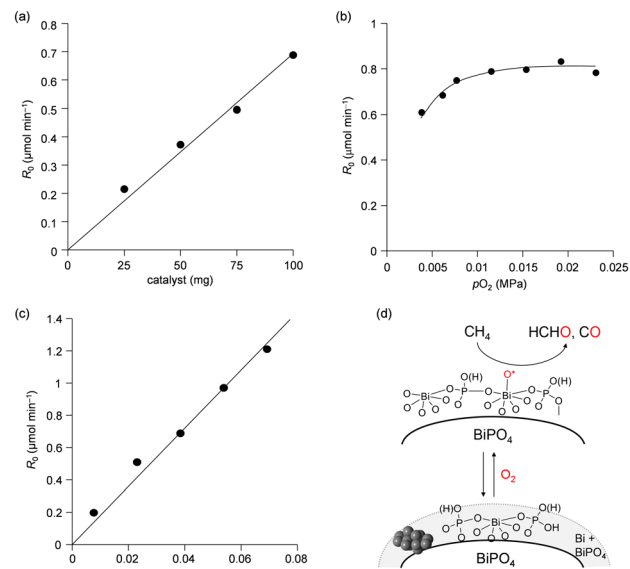 (a)
0.8
0.7
0.6
0.5
0.4
0.3
0.2
0.1
0
R₀ (μmol min⁻¹)
0 25 50 75 100
catalyst (mg)
(b)
1
0.8
0.6
0.4
0.2
0
R₀ (μmol min⁻¹)
0 0.005 0.01 0.015 0.02 0.025
pO₂ (MPa)
(c)
1.4
1.2
1
0.8
0.6
0.4
0.2
0
R₀ (μmol min⁻¹)
0 0.02 0.04 0.06 0.08
(d)
CH₄ HCHO, CO
O*
O(H) O(H)
O Bi O P O Bi O P O
O O O O O O O
BiPO₄
O₂
(H)O O(H)
P O Bi O P
O O O O O OH
Bi +
BiPO₄
BiPO₄